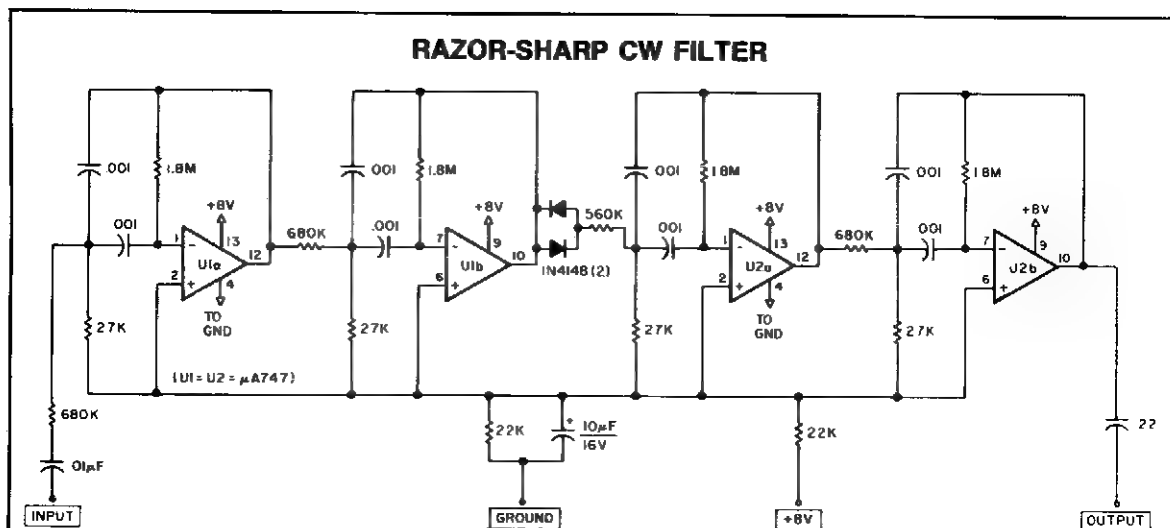 RAZOR-SHARP CW FILTER
.001
1.8M
.001
1.8M
.001
1.8M
.001
1.8M
+8V
+8V
+8V
+8V
.001
1
13
12
680K
.001
7
9
10
560K
.001
1
13
12
680K
.001
7
9
10
U1a
U1b
U2a
U2b
2
4
6
1N4148(2)
2
4
6
TO
GND
TO
GND
27K
27K
27K
27K
(U1=U2=µA747)
680K
22K
+
10µF
16V
22K
.22
.01µF
INPUT
GROUND
+8V
OUTPUT